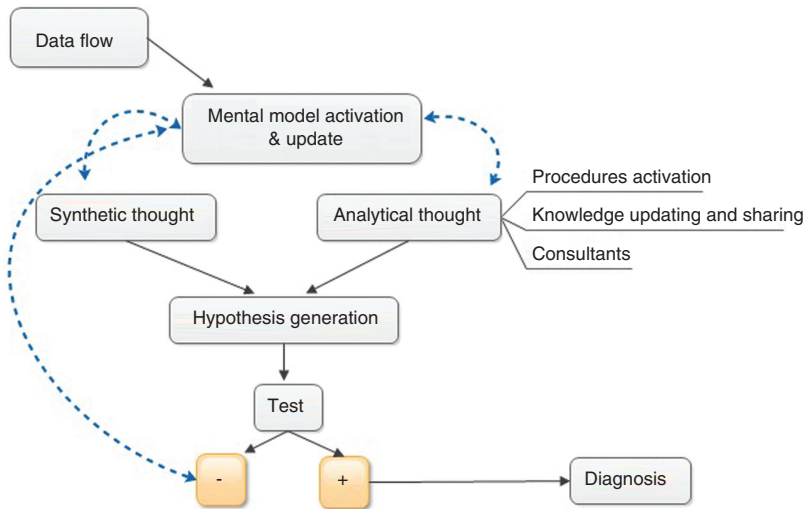 Data flow
Mental model activation
& update
Procedures activation
Synthetic thought
Analytical thought
Knowledge updating and sharing
Consultants
Hypothesis generation
Test
-
+
Diagnosis